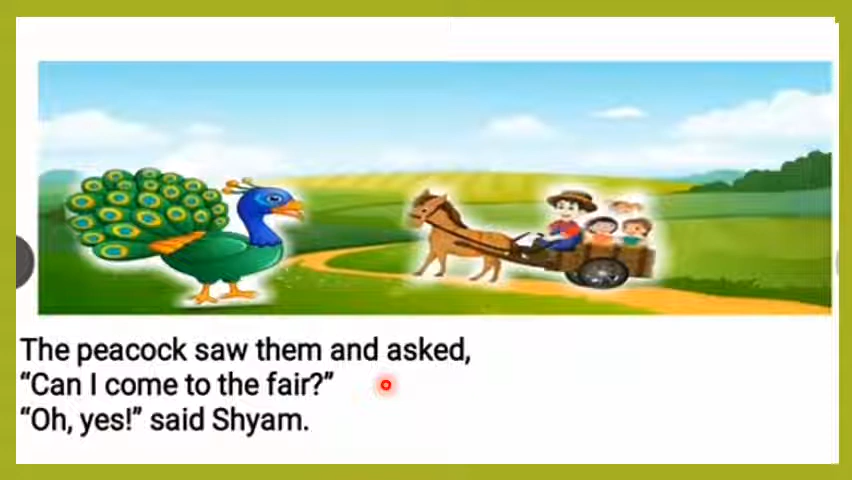 The peacock saw them and asked,
“Can I come to the fair?”
“Oh, yes!” said Shyam.